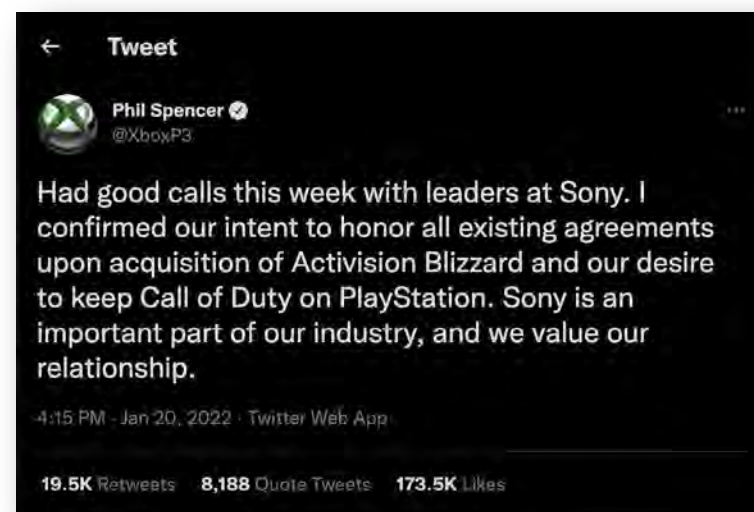 ← Tweet
Phil Spencer
@XboxP3
Had good calls this week with leaders at Sony. I
confirmed our intent to honor all existing agreements
upon acquisition of Activision Blizzard and our desire
to keep Call of Duty on PlayStation. Sony is an
important part of our industry, and we value our
relationship.
4:15 PM · Jan 20, 2022 · Twitter Web App
19.5K Retweets 8,188 Quote Tweets 173.5K Likes